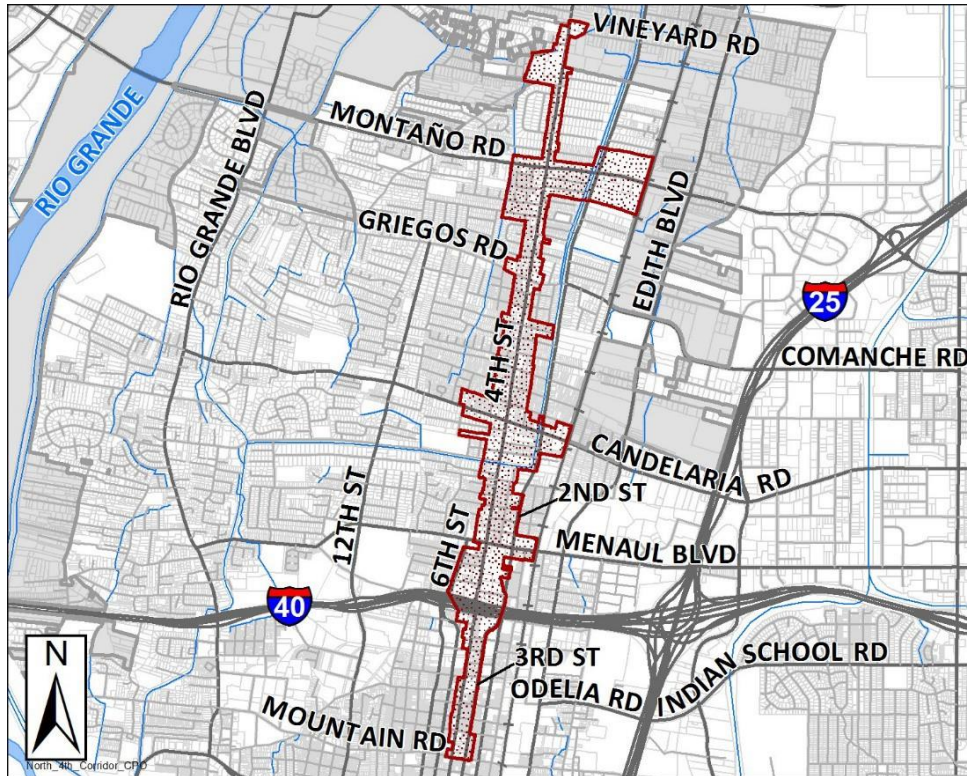 VINEYARD RD
RIO GRANDE
RIO GRANDE BLVD
MONTAÑO RD
GRIEGOS RD
EDITH BLVD
25
4TH ST
COMANCHE RD
CANDELARIA RD
12TH ST
6TH ST
2ND ST
MENAUL BLVD
40
3RD ST
ODELIA RD
INDIAN SCHOOL RD
N
MOUNTAIN RD
North_4th_Corridor_CPO